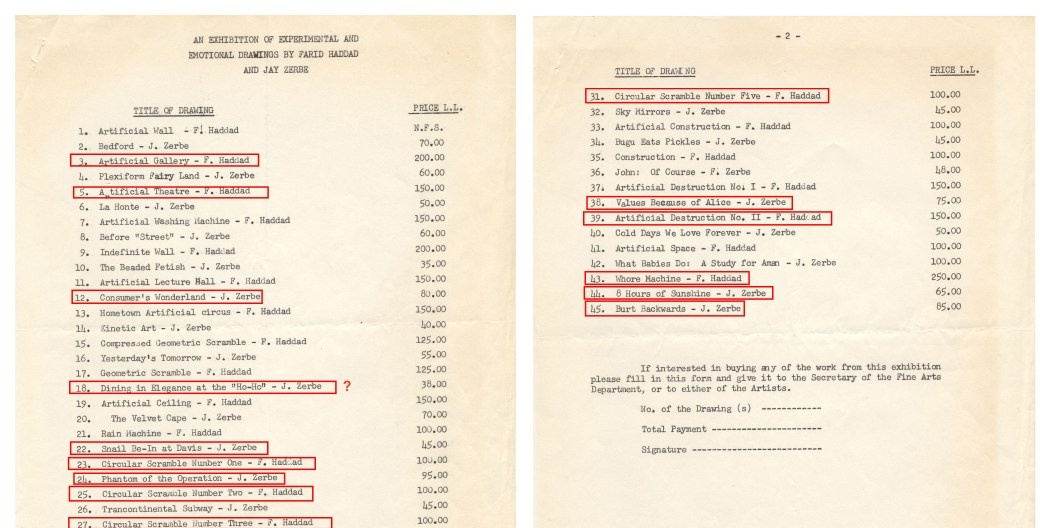 AN EXHIBITION OF EXPERIMENTAL AND
EMOTIONAL DRAWINGS BY FARID HADDAD
AND JAY ZERBE
TITLE OF DRAWING PRICE L.L.
1. Artificial Wall - F. Haddad N.F.S.
2. Bedford - J. Zerbe 70.00
3. Artificial Gallery - F. Haddad 200.00
4. Plexiform Fairy Land - J. Zerbe 60.00
5. A tificial Theatre - F. Haddad 150.00
6. La Honte - J. Zerbe 50.00
7. Artificial Washing Machine - F. Haddad 150.00
8. Before "Street" - J. Zerbe 60.00
9. Indefinite Wall - F. Haddad 200.00
10. The Beaded Fetish - J. Zerbe 35.00
11. Artificial Lecture Hall - F. Haddad 150.00
12. Consumer's Wonderland - J. Zerbe 80.00
13. Hometown Artificial circus - F. Haddad 150.00
14. Kinetic Art - J. Zerbe 40.00
15. Compressed Geometric Scramble - F. Haddad 125.00
16. Yesterday's Tomorrow - J. Zerbe 55.00
17. Geometric Scramble - F. Haddad 125.00
18. Dining in Elegance at the "Ho-Ho" - J. Zerbe ? 38.00
19. Artificial Ceiling - F. Haddad 150.00
20. The Velvet Cape - J. Zerbe 70.00
21. Rain Machine - F. Haddad 100.00
22. Snail Be-In at Davis - J. Zerbe 45.00
23. Circular Scramble Number One - F. Haddad 100.00
24. Phantom of the Operation - J. Zerbe 95.00
25. Circular Scramble Number Two - F. Haddad 100.00
26. Trancontinental Subway - J. Zerbe 45.00
27. Circular Scramble Number Three - F. Haddad 100.00
- 2 -
TITLE OF DRAWING PRICE L.L.
31. Circular Scramble Number Five - F. Haddad 100.00
32. Sky Mirrors - J. Zerbe 45.00
33. Artificial Construction - F. Haddad 100.00
34. Bugu Eats Pickles - J. Zerbe 45.00
35. Construction - F. Haddad 100.00
36. John: Of Course - F. Zerbe 48.00
37. Artificial Destruction No. I - F. Haddad 150.00
38. Values Because of Alice - J. Zerbe 75.00
39. Artificial Destruction No. II - F. Haddad 150.00
40. Cold Days We Love Forever - J. Zerbe 50.00
41. Artificial Space - F. Haddad 100.00
42. What Babies Do: A Study for Aman - J. Zerbe 100.00
43. Whore Machine - F. Haddad 250.00
44. 8 Hours of Sunshine - J. Zerbe 65.00
45. Burt Backwards - J. Zerbe 85.00
If interested in buying any of the work from this exhibition
please fill in this form and give it to the Secretary of the Fine Arts
Department, or to either of the Artists.
No. of the Drawing (s) ------------
Total Payment ----------------------
Signature --------------------------